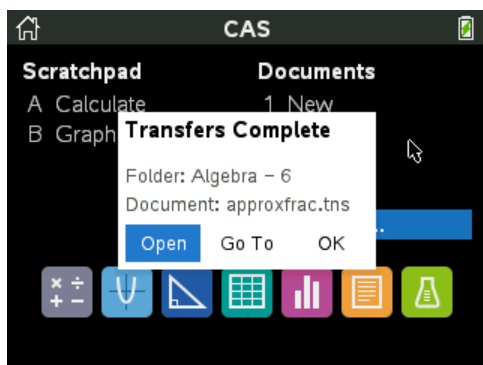 CAS
Scratchpad
Documents
A Calculate
1 New
B Graph
Transfers Complete
Folder: Algebra - 6
Document: approxfrac.tns
..
Open Go To OK